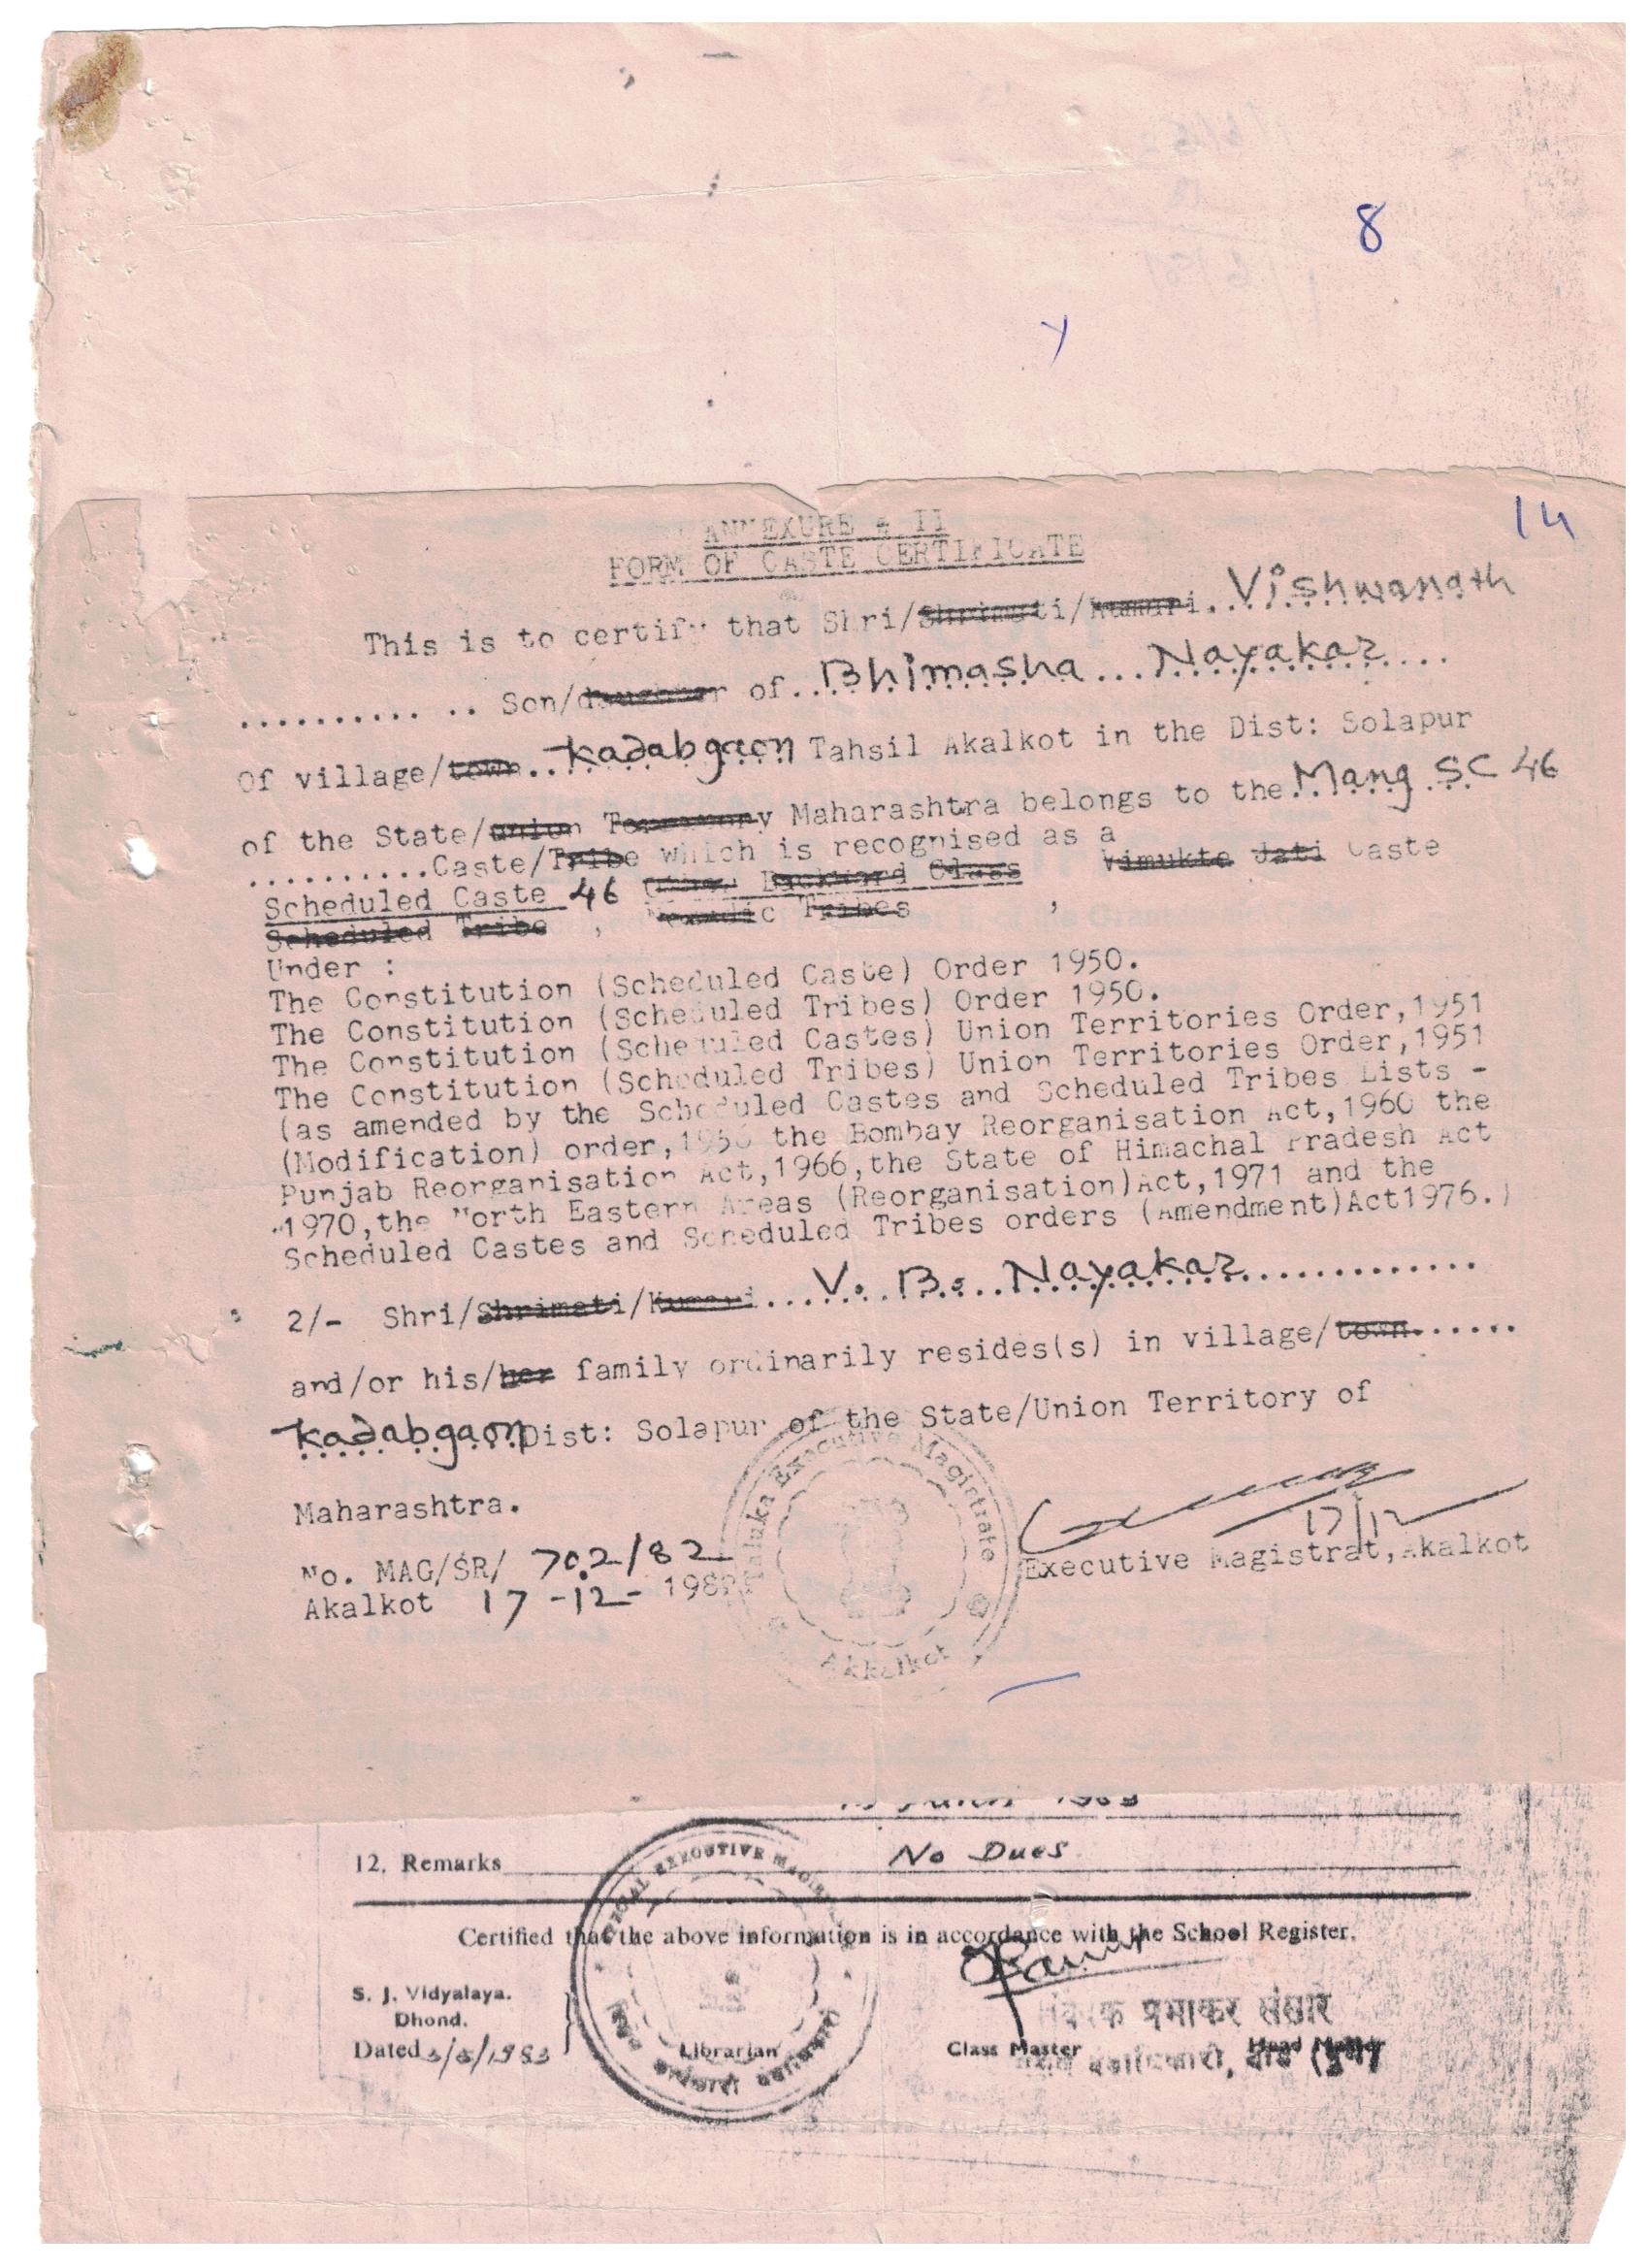 8
14
ANNEXURE - II
FORM OF CASTE CERTIFICATE
This is to certify that Shri/Shrimati/Kumari.Vishwanath
.......... .. Son/daughter of..Bhimasha...Nayakar....
Of village/town..Kadabgaon Tahsil Akalkot in the Dist: Solapur
of the State/union Territory Maharashtra belongs to the.Mang SC 46
..........Caste/Tribe which is recognised as a
Scheduled Caste 46 Other Backward Class Vimukte Jati Caste
Scheduled Tribe , Nomadic Tribes ,
Under :
The Constitution (Scheduled Caste) Order 1950.
The Constitution (Scheduled Tribes) Order 1950.
The Constitution (Scheduled Castes) Union Territories Order,1951
The Constitution (Scheduled Tribes) Union Territories Order,1951
(as amended by the Scheduled Castes and Scheduled Tribes Lists -
(Modification) order,1956 the Bombay Reorganisation Act,1960 the
Punjab Reorganisation Act,1966,the State of Himachal Pradesh Act
1970,the North Eastern Areas (Reorganisation)Act,1971 and the
Scheduled Castes and Scheduled Tribes orders (Amendment)Act1976.)
2/- Shri/Shrimati/Kumari....V. B. Nayakar..............
and/or his/her family ordinarily resides(s) in village/town.......
Kadabgaon Dist: Solapur of the State/Union Territory of
Maharashtra.
Taluka Executive Magistrate
Akkalkot
17/12
No. MAG/SR/ 702/82
Executive Magistrat,Akalkot
Akalkot 17-12- 1982
12. Remarks No Dues
EXECUTIVE
Certified that the above information is in accordance with the School Register.
S. J. Vidyalaya.
Dhond.
प्रभाकर
Dated
Librarian
Class Master
Head